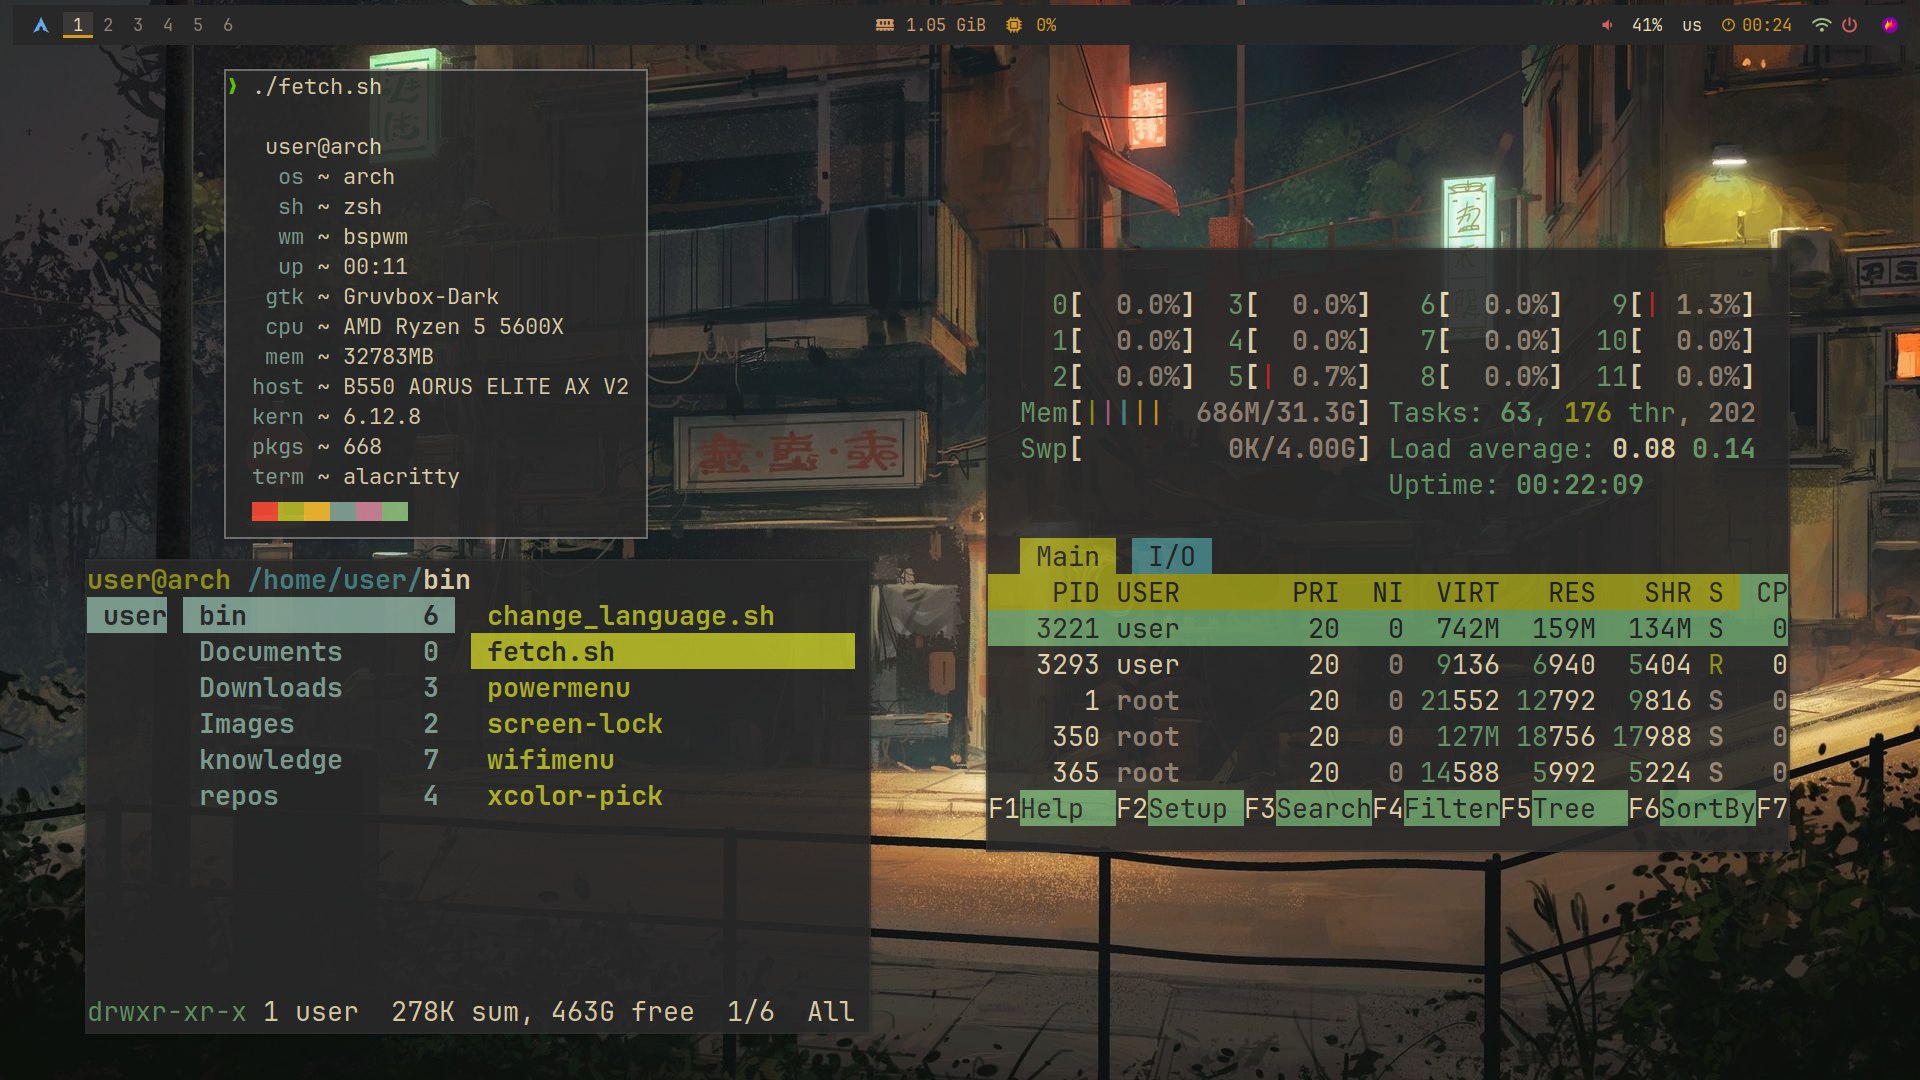 1 2 3 4 5 6
1.05 GiB 0%
41% us 00:24
❯ ./fetch.sh
user@arch
os ~ arch
sh ~ zsh
wm ~ bspwm
up ~ 00:11
gtk ~ Gruvbox-Dark
cpu ~ AMD Ryzen 5 5600X
mem ~ 32783MB
host ~ B550 AORUS ELITE AX V2
kern ~ 6.12.8
pkgs ~ 668
term ~ alacritty
user@arch /home/user/bin
user bin 6 change_language.sh
Documents 0 fetch.sh
Downloads 3 powermenu
Images 2 screen-lock
knowledge 7 wifimenu
repos 4 xcolor-pick
drwxr-xr-x 1 user 278K sum, 463G free 1/6 All
0[ 0.0%] 3[ 0.0%] 6[ 0.0%] 9[| 1.3%]
1[ 0.0%] 4[ 0.0%] 7[ 0.0%] 10[ 0.0%]
2[ 0.0%] 5[| 0.7%] 8[ 0.0%] 11[ 0.0%]
Mem[||||| 686M/31.3G] Tasks: 63, 176 thr, 202
Swp[ 0K/4.00G] Load average: 0.08 0.14
Uptime: 00:22:09
Main I/O
PID USER PRI NI VIRT RES SHR S CP
3221 user 20 0 742M 159M 134M S 0
3293 user 20 0 9136 6940 5404 R 0
1 root 20 0 21552 12792 9816 S 0
350 root 20 0 127M 18756 17988 S 0
365 root 20 0 14588 5992 5224 S 0
F1Help F2Setup F3SearchF4FilterF5Tree F6SortByF7